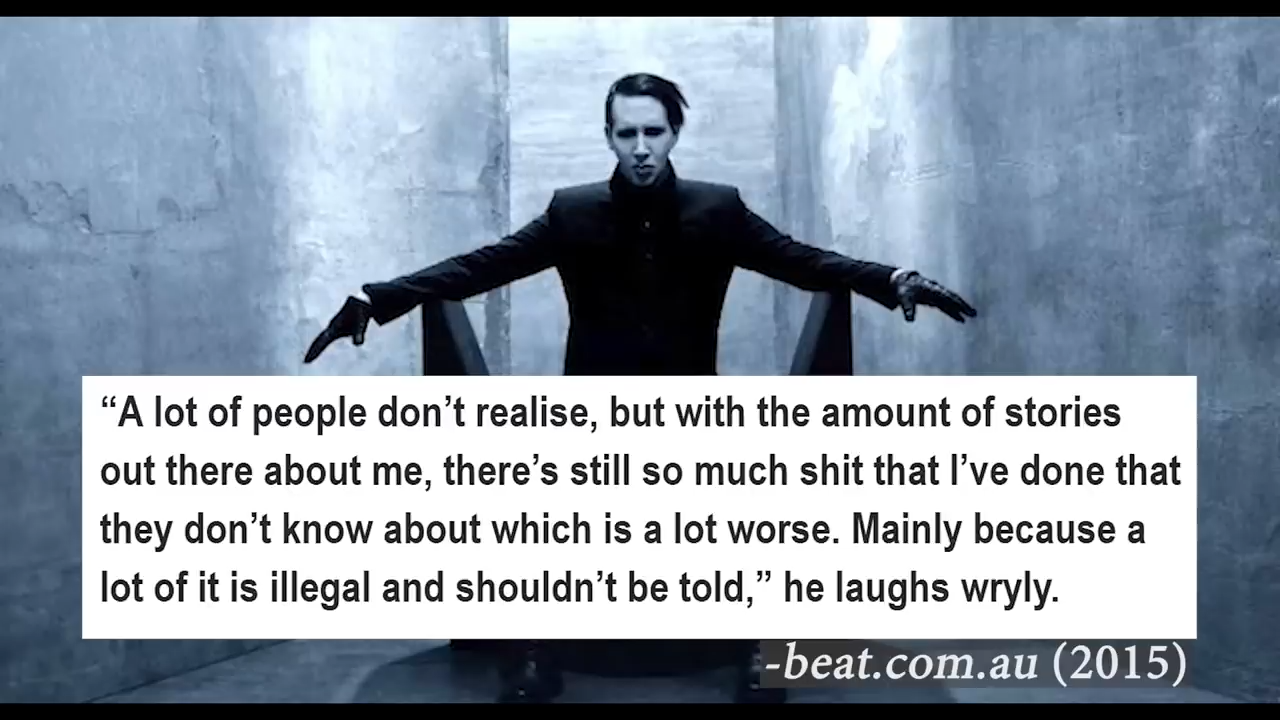 “A lot of people don’t realise, but with the amount of stories
out there about me, there’s still so much shit that I’ve done that
they don’t know about which is a lot worse. Mainly because a
lot of it is illegal and shouldn’t be told,” he laughs wryly.
-beat.com.au (2015)